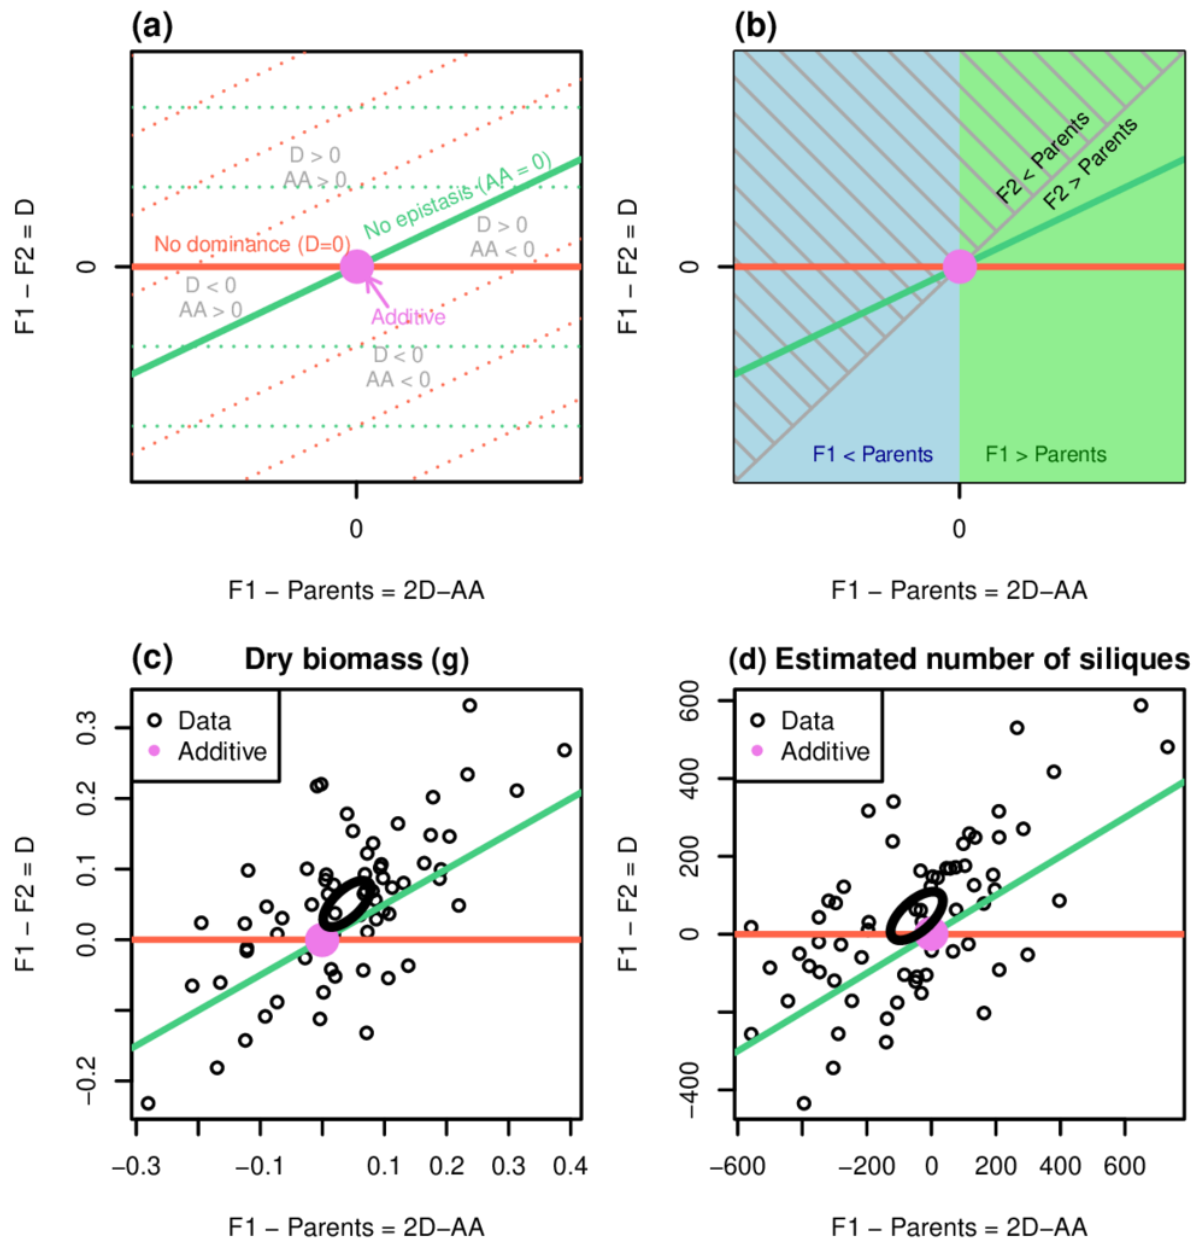 (a)
D > 0
AA > 0
No epistasis (AA = 0)
No dominance (D=0)
D > 0
AA < 0
D < 0
AA > 0
Additive
D < 0
AA < 0
F1 − F2 = D
0
0
F1 − Parents = 2D−AA
(b)
F2 < Parents
F2 > Parents
F1 < Parents
F1 > Parents
F1 − F2 = D
0
0
F1 − Parents = 2D−AA
(c) Dry biomass (g)
Data
Additive
F1 − F2 = D
0.3
0.2
0.1
0.0
−0.2
−0.3 −0.1 0.1 0.2 0.3 0.4
F1 − Parents = 2D−AA
(d) Estimated number of siliques
Data
Additive
F1 − F2 = D
600
400
200
0
−400
−600 −200 0 200 400 600
F1 − Parents = 2D−AA